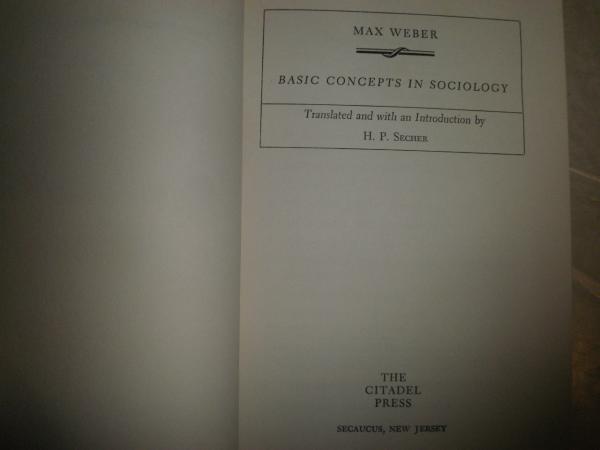 MAX WEBER
BASIC CONCEPTS IN SOCIOLOGY
Translated and with an Introduction by
H. P. SECHER
THE
CITADEL
PRESS
SECAUCUS, NEW JERSEY